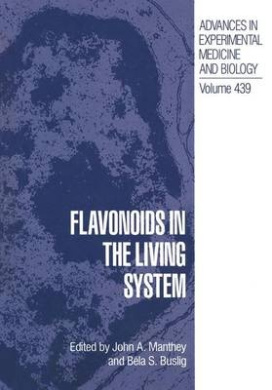 ADVANCES IN
EXPERIMENTAL
MEDICINE
AND BIOLOGY
Volume 439
FLAVONOIDS IN
THE LIVING
SYSTEM
Edited by John A. Manthey
and Béla S. Buslig